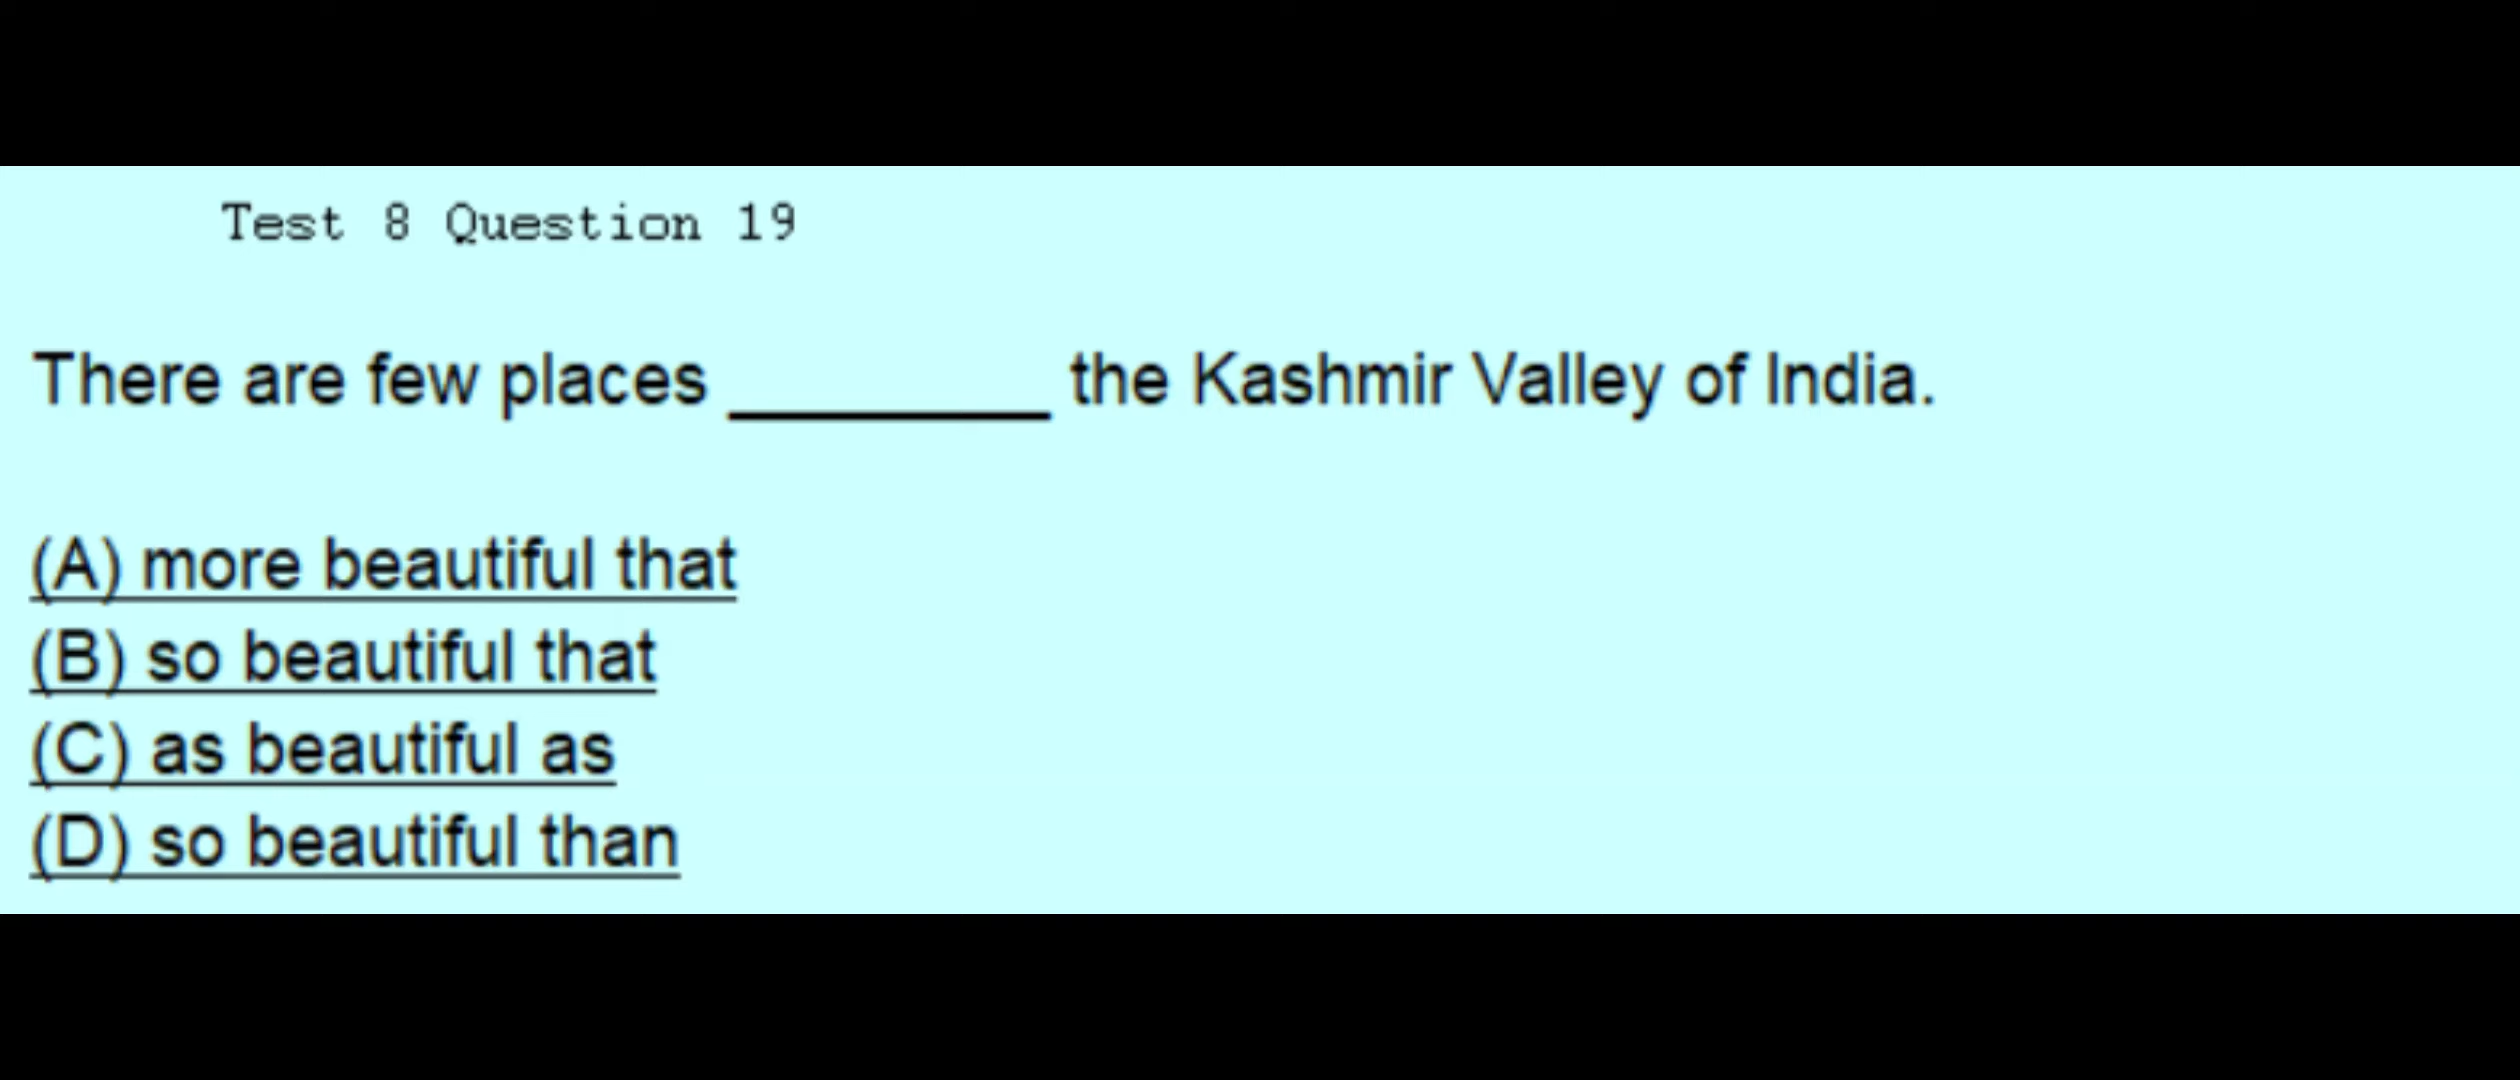 Test 8 Question 19
There are few places ________ the Kashmir Valley of India.
(A) more beautiful that
(B) so beautiful that
(C) as beautiful as
(D) so beautiful than